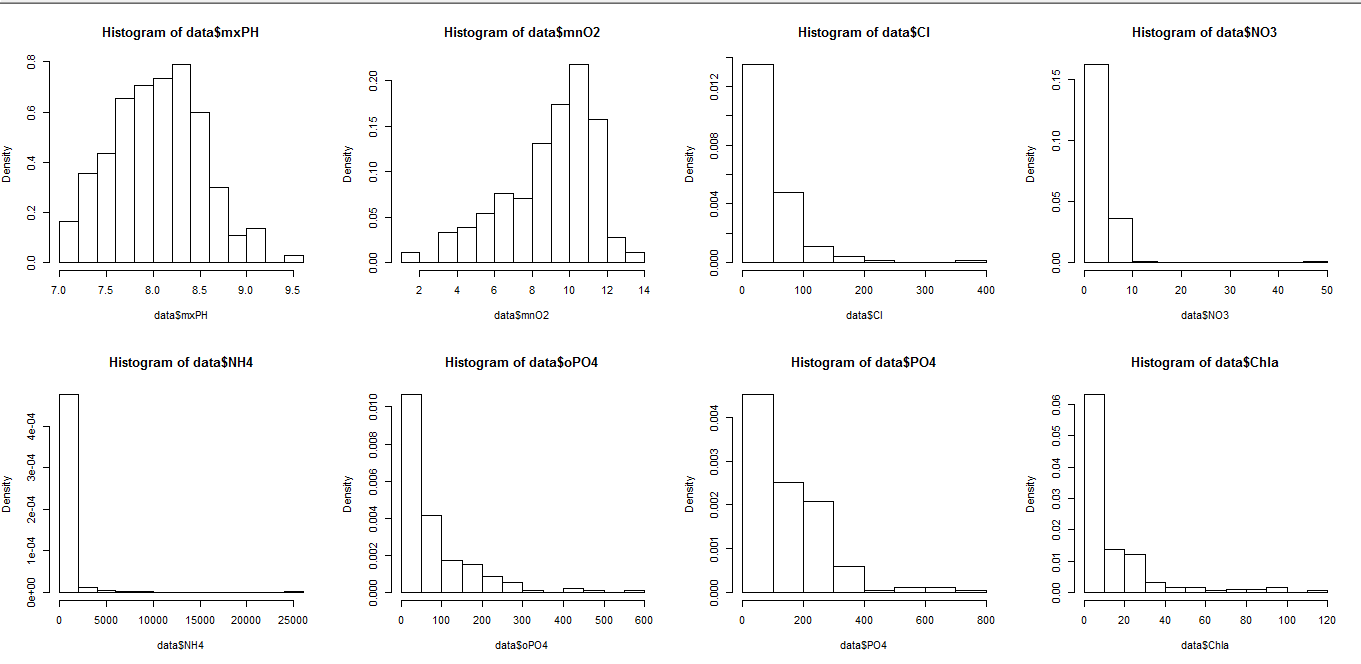 Histogram of data$mxPH
Density
0.0 0.2 0.4 0.6 0.8
7.0 7.5 8.0 8.5 9.0 9.5
data$mxPH
Histogram of data$mnO2
Density
0.00 0.05 0.10 0.15 0.20
2 4 6 8 10 12 14
data$mnO2
Histogram of data$Cl
Density
0.000 0.004 0.008 0.012
0 100 200 300 400
data$Cl
Histogram of data$NO3
Density
0.00 0.05 0.10 0.15
0 10 20 30 40 50
data$NO3
Histogram of data$NH4
Density
0e+00 1e-04 2e-04 3e-04 4e-04
0 5000 10000 15000 20000 25000
data$NH4
Histogram of data$oPO4
Density
0.000 0.002 0.004 0.006 0.008 0.010
0 100 200 300 400 500 600
data$oPO4
Histogram of data$PO4
Density
0.000 0.001 0.002 0.003 0.004
0 200 400 600 800
data$PO4
Histogram of data$Chla
Density
0.00 0.01 0.02 0.03 0.04 0.05 0.06
0 20 40 60 80 100 120
data$Chla